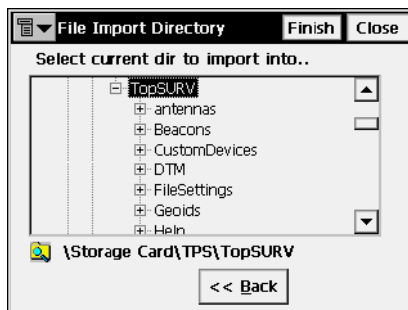 File Import Directory Finish Close
Select current dir to import into..
TopSURV
antennas
Beacons
CustomDevices
DTM
FileSettings
Geoids
Help
\Storage Card\TPS\TopSURV
<< Back